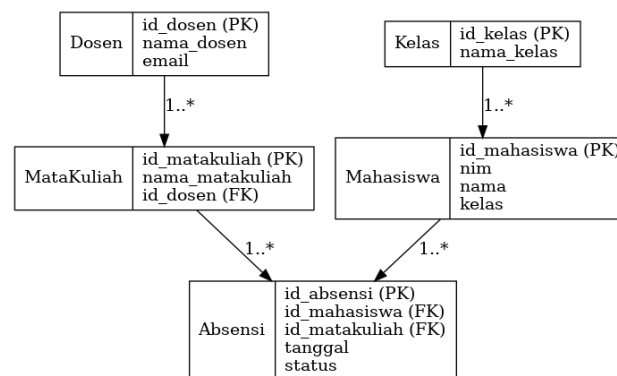 Dosen
id_dosen (PK)
nama_dosen
email
Kelas
id_kelas (PK)
nama_kelas
1..*
1..*
MataKuliah
id_matakuliah (PK)
nama_matakuliah
id_dosen (FK)
Mahasiswa
id_mahasiswa (PK)
nim
nama
kelas
1..*
1..*
Absensi
id_absensi (PK)
id_mahasiswa (FK)
id_matakuliah (FK)
tanggal
status